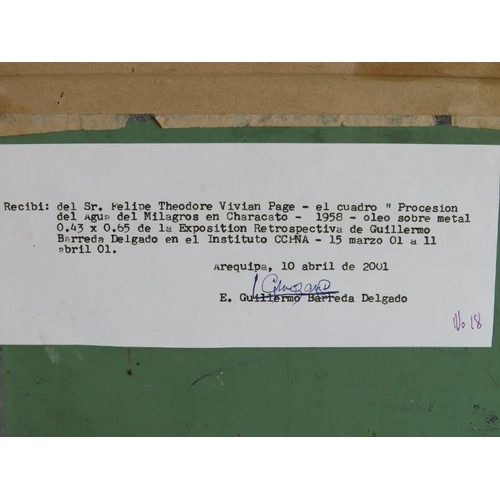 Recibi: del Sr. Felipe Theodore Vivian Page - el cuadro " Procesion
del Agua del Milagros en Characato - 1958 - oleo sobre metal
0.43 x 0.65 de la Exposition Retrospectiva de Guillermo
Barreda Delgado en el Instituto CCHNA - 15 marzo 01 a 11
abril 01.
Arequipa, 10 abril de 2001
E. Guillermo Barreda Delgado
No 18